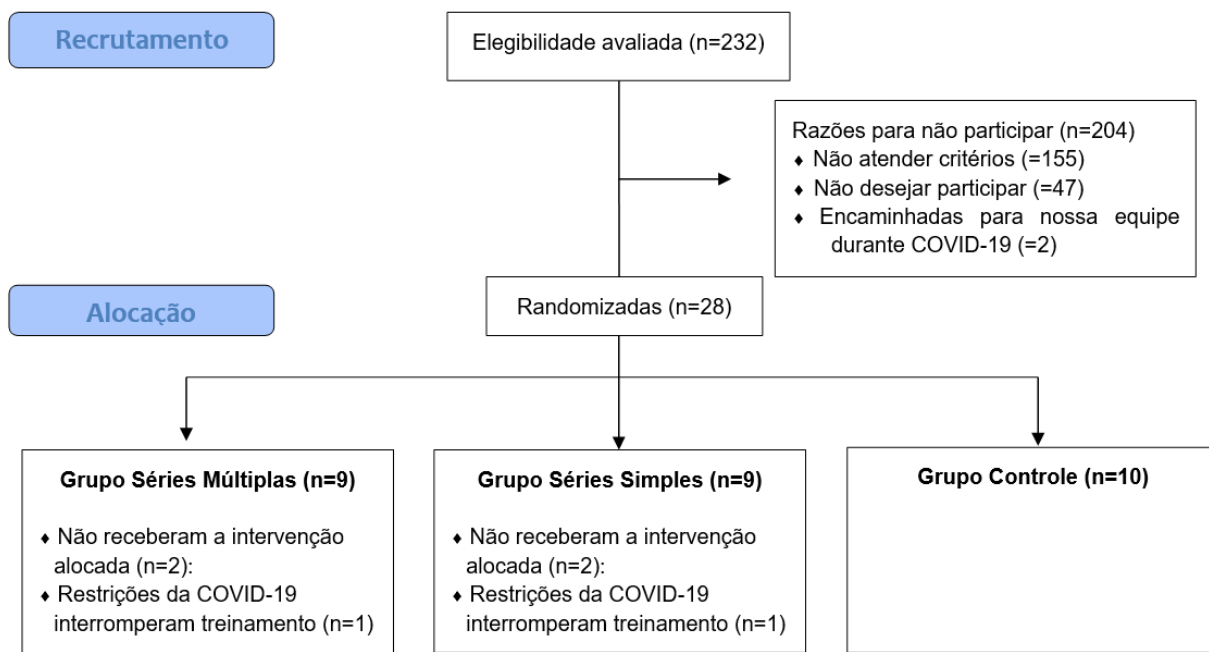 Recrutamento
Elegibilidade avaliada (n=232)
Razões para não participar (n=204)
♦ Não atender critérios (=155)
♦ Não desejar participar (=47)
♦ Encaminhadas para nossa equipe
durante COVID-19 (=2)
Alocação
Randomizadas (n=28)
Grupo Séries Múltiplas (n=9)
♦ Não receberam a intervenção
alocada (n=2):
♦ Restrições da COVID-19
interromperam treinamento (n=1)
Grupo Séries Simples (n=9)
♦ Não receberam a intervenção
alocada (n=2):
♦ Restrições da COVID-19
interromperam treinamento (n=1)
Grupo Controle (n=10)